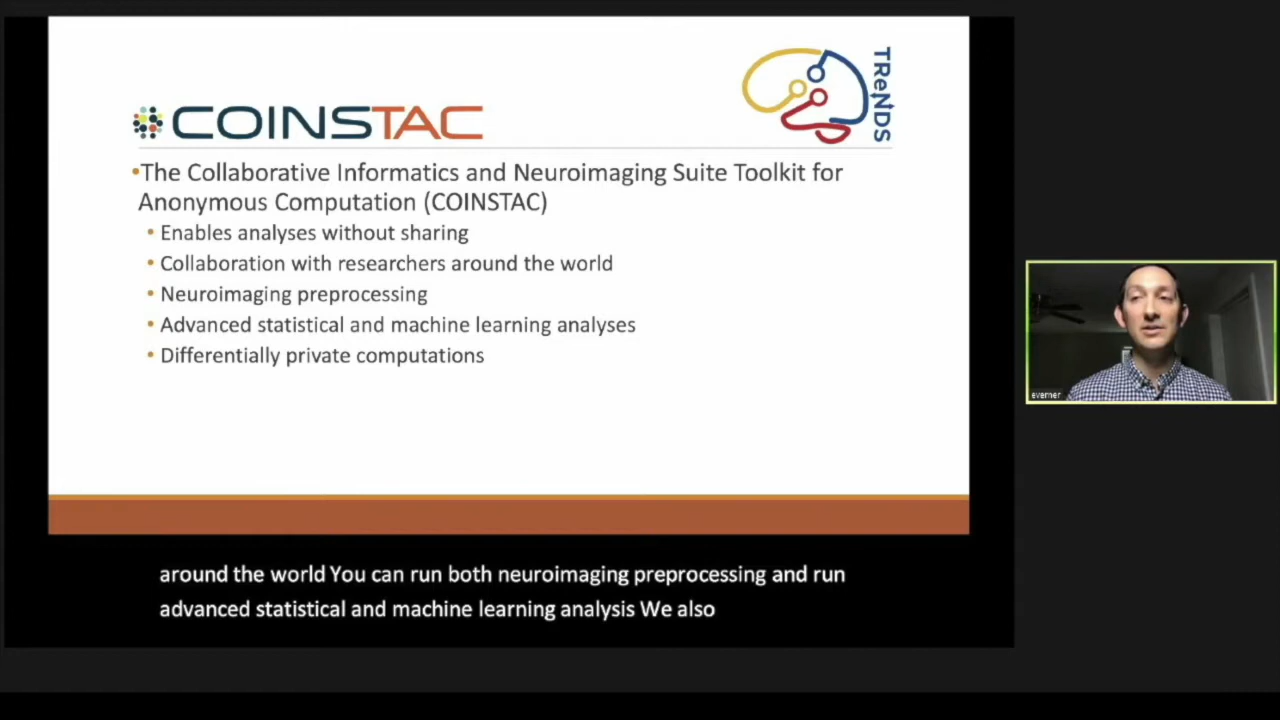 COINSTAC
TReNDS
•The Collaborative Informatics and Neuroimaging Suite Toolkit for
Anonymous Computation (COINSTAC)
• Enables analyses without sharing
• Collaboration with researchers around the world
• Neuroimaging preprocessing
• Advanced statistical and machine learning analyses
• Differentially private computations
everner
around the world You can run both neuroimaging preprocessing and run
advanced statistical and machine learning analysis We also